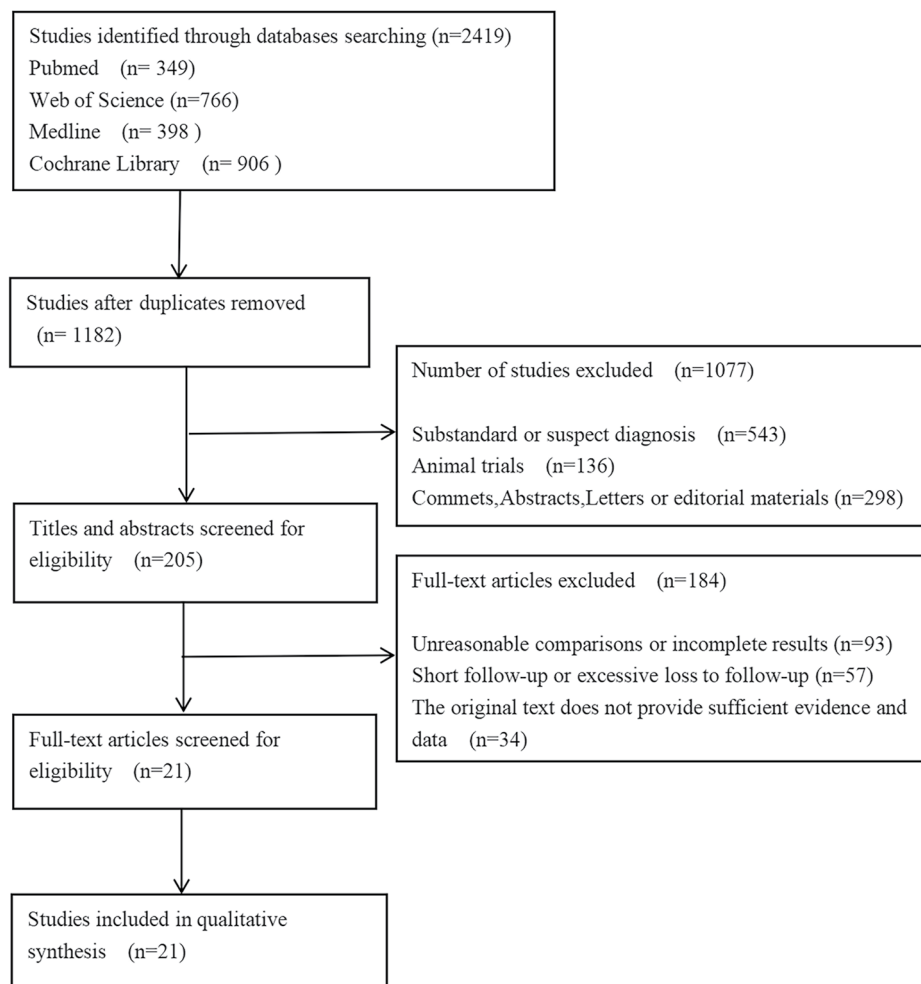 Studies identified through databases searching (n=2419)
Pubmed (n= 349)
Web of Science (n=766)
Medline (n= 398 )
Cochrane Library (n= 906 )
Studies after duplicates removed
(n= 1182)
Number of studies excluded (n=1077)
Substandard or suspect diagnosis (n=543)
Animal trials (n=136)
Commets,Abstracts,Letters or editorial materials (n=298)
Titles and abstracts screened for
eligibility (n=205)
Full-text articles excluded (n=184)
Unreasonable comparisons or incomplete results (n=93)
Short follow-up or excessive loss to follow-up (n=57)
The original text does not provide sufficient evidence and
data (n=34)
Full-text articles screened for
eligibility (n=21)
Studies included in qualitative
synthesis (n=21)